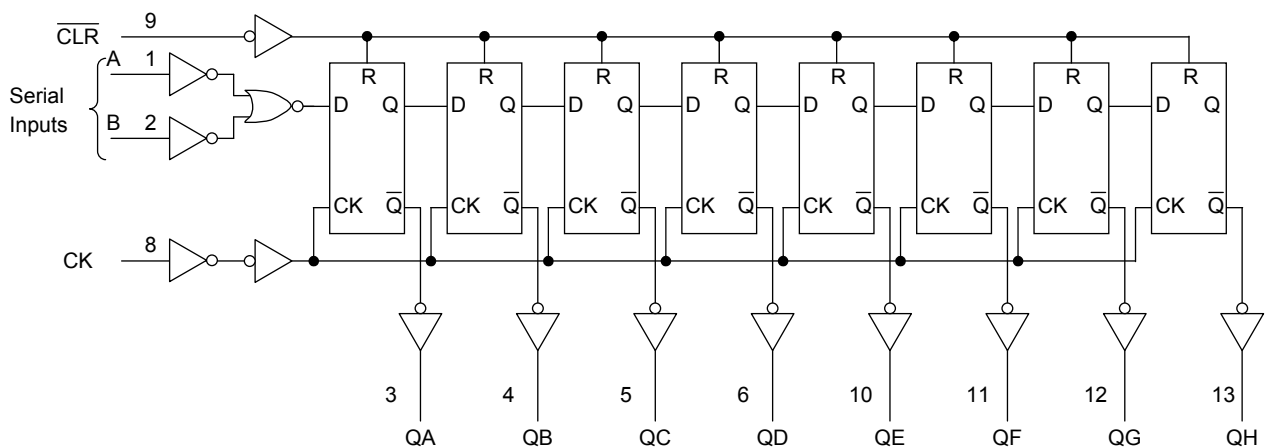 CLR 9
A 1
Serial Inputs
B 2
R R R R R R R R
D Q D Q D Q D Q D Q D Q D Q D Q
CK Q CK Q CK Q CK Q CK Q CK Q CK Q CK Q
CK 8
3 4 5 6 10 11 12 13
QA QB QC QD QE QF QG QH